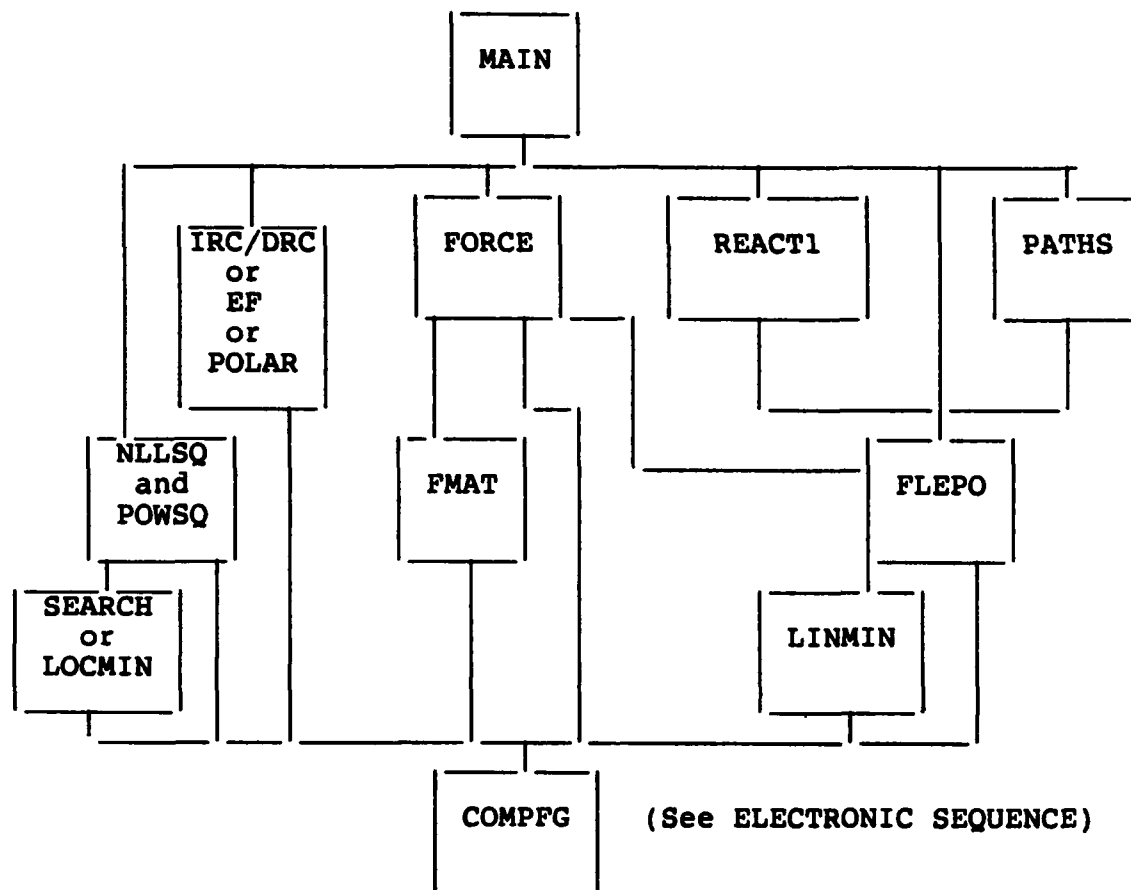 MAIN
IRC/DRC
or
EF
or
POLAR
FORCE
REACT1
PATHS
NLLSQ
and
POWSQ
FMAT
FLEPO
SEARCH
or
LOCMIN
LINMIN
COMPFG
(See ELECTRONIC SEQUENCE)